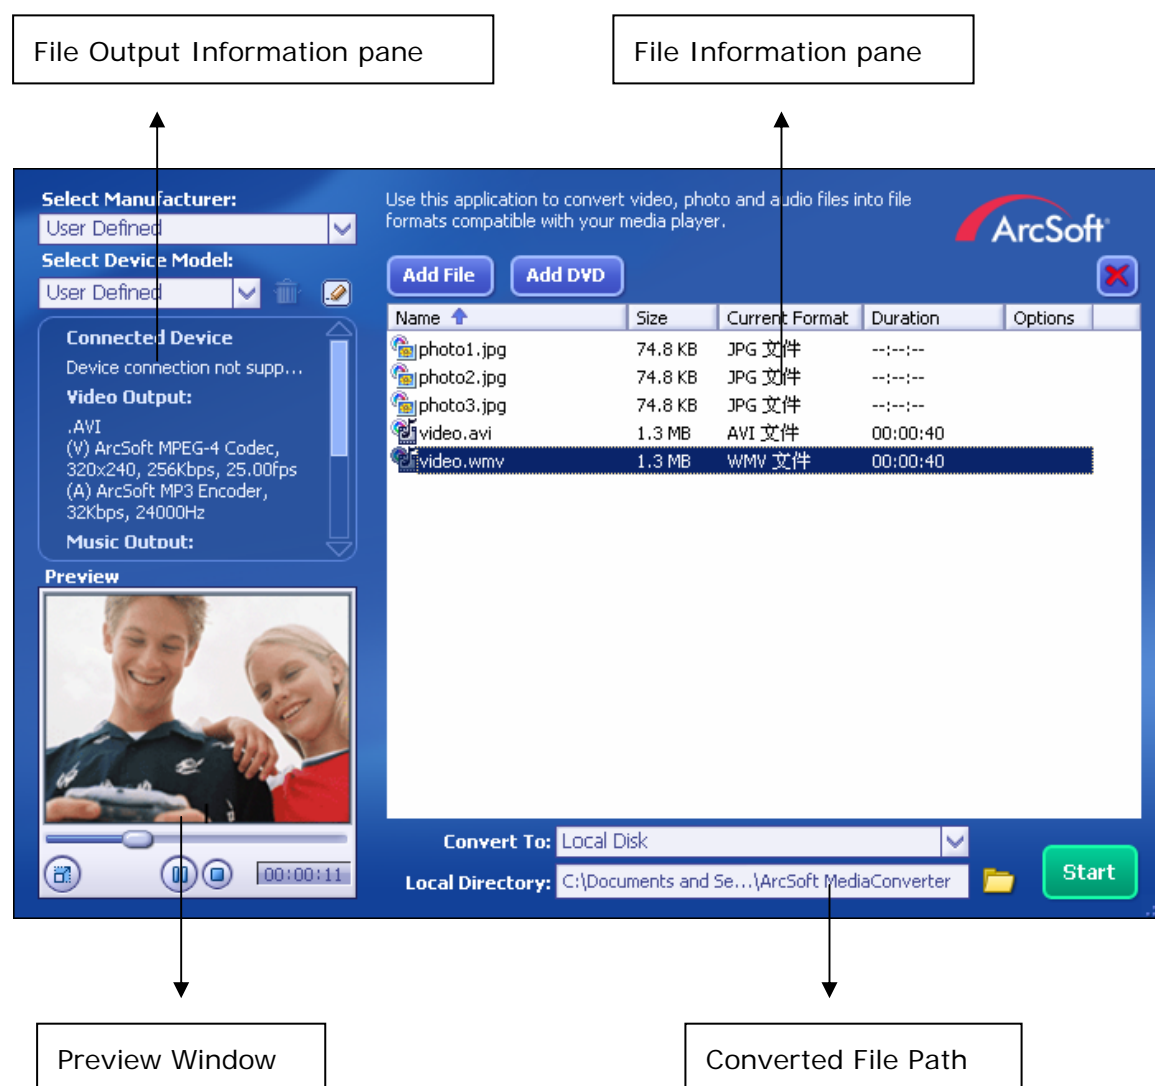 File Output Information pane
File Information pane
Select Manufacturer:
User Defined
Select Device Model:
User Defined
Connected Device
Device connection not supp...
Video Output:
.AVI
(V) ArcSoft MPEG-4 Codec,
320x240, 256Kbps, 25.00fps
(A) ArcSoft MP3 Encoder,
32Kbps, 24000Hz
Music Output:
Preview
00:00:11
Use this application to convert video, photo and audio files into file
formats compatible with your media player.
ArcSoft
Add File Add DVD
Name Size Current Format Duration Options
photo1.jpg 74.8 KB JPG 文件 --:--:--
photo2.jpg 74.8 KB JPG 文件 --:--:--
photo3.jpg 74.8 KB JPG 文件 --:--:--
video.avi 1.3 MB AVI 文件 00:00:40
video.wmv 1.3 MB WMV 文件 00:00:40
Convert To: Local Disk
Local Directory: C:\Documents and Se...\ArcSoft MediaConverter
Start
Preview Window
Converted File Path